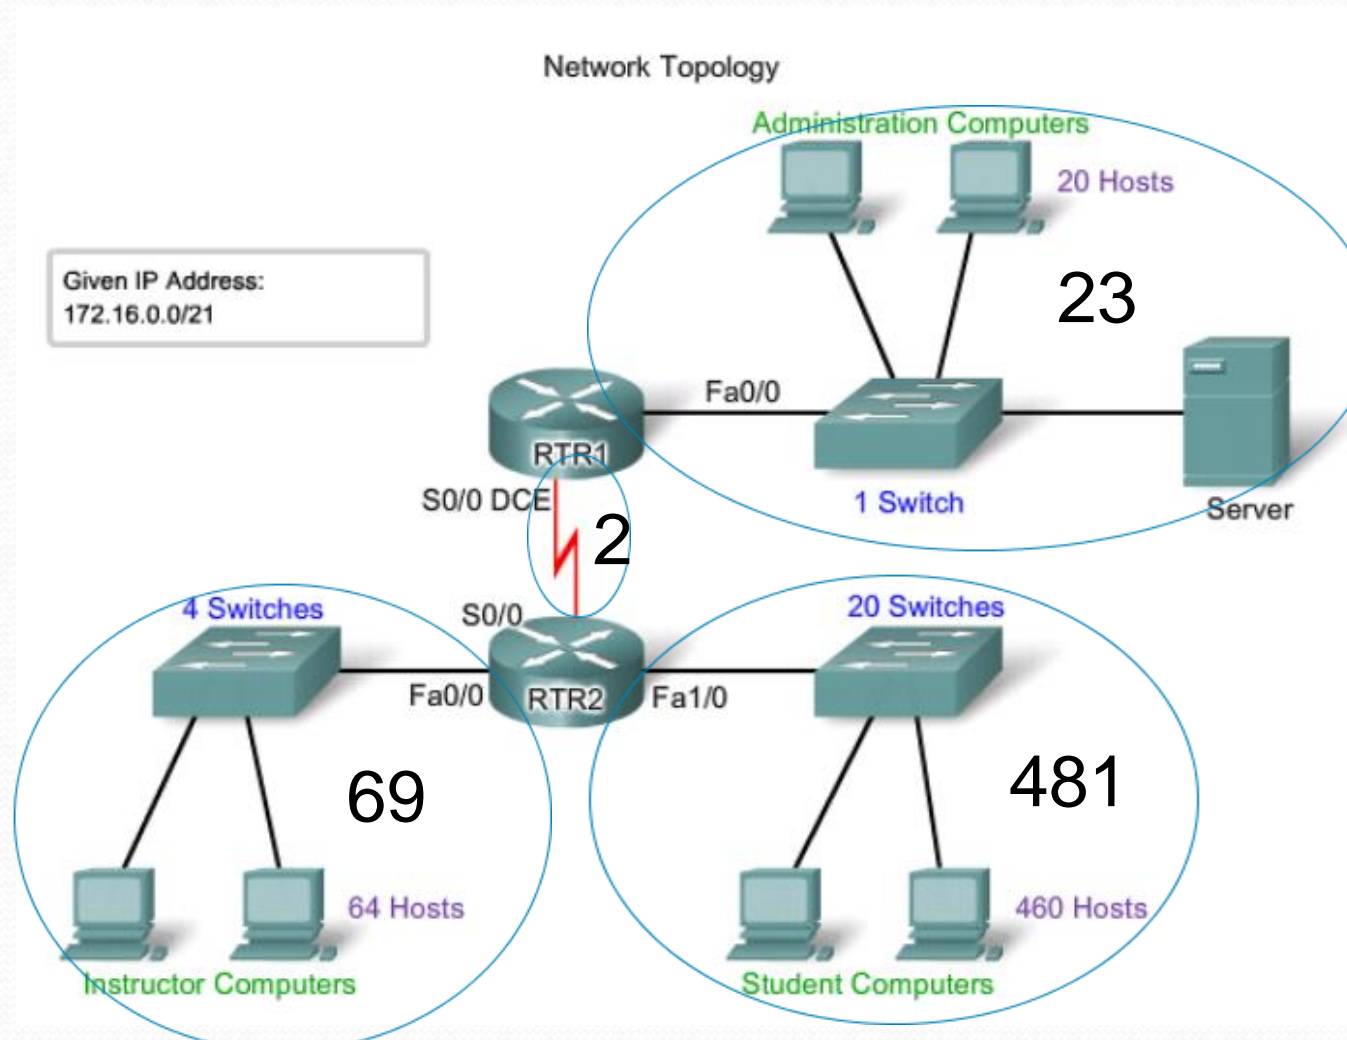 Network Topology
Administration Computers
20 Hosts
23
Given IP Address:
172.16.0.0/21
Fa0/0
RTR1
S0/0 DCE
1 Switch
Server
2
4 Switches
S0/0
20 Switches
Fa0/0
RTR2
Fa1/0
69
481
64 Hosts
460 Hosts
Instructor Computers
Student Computers